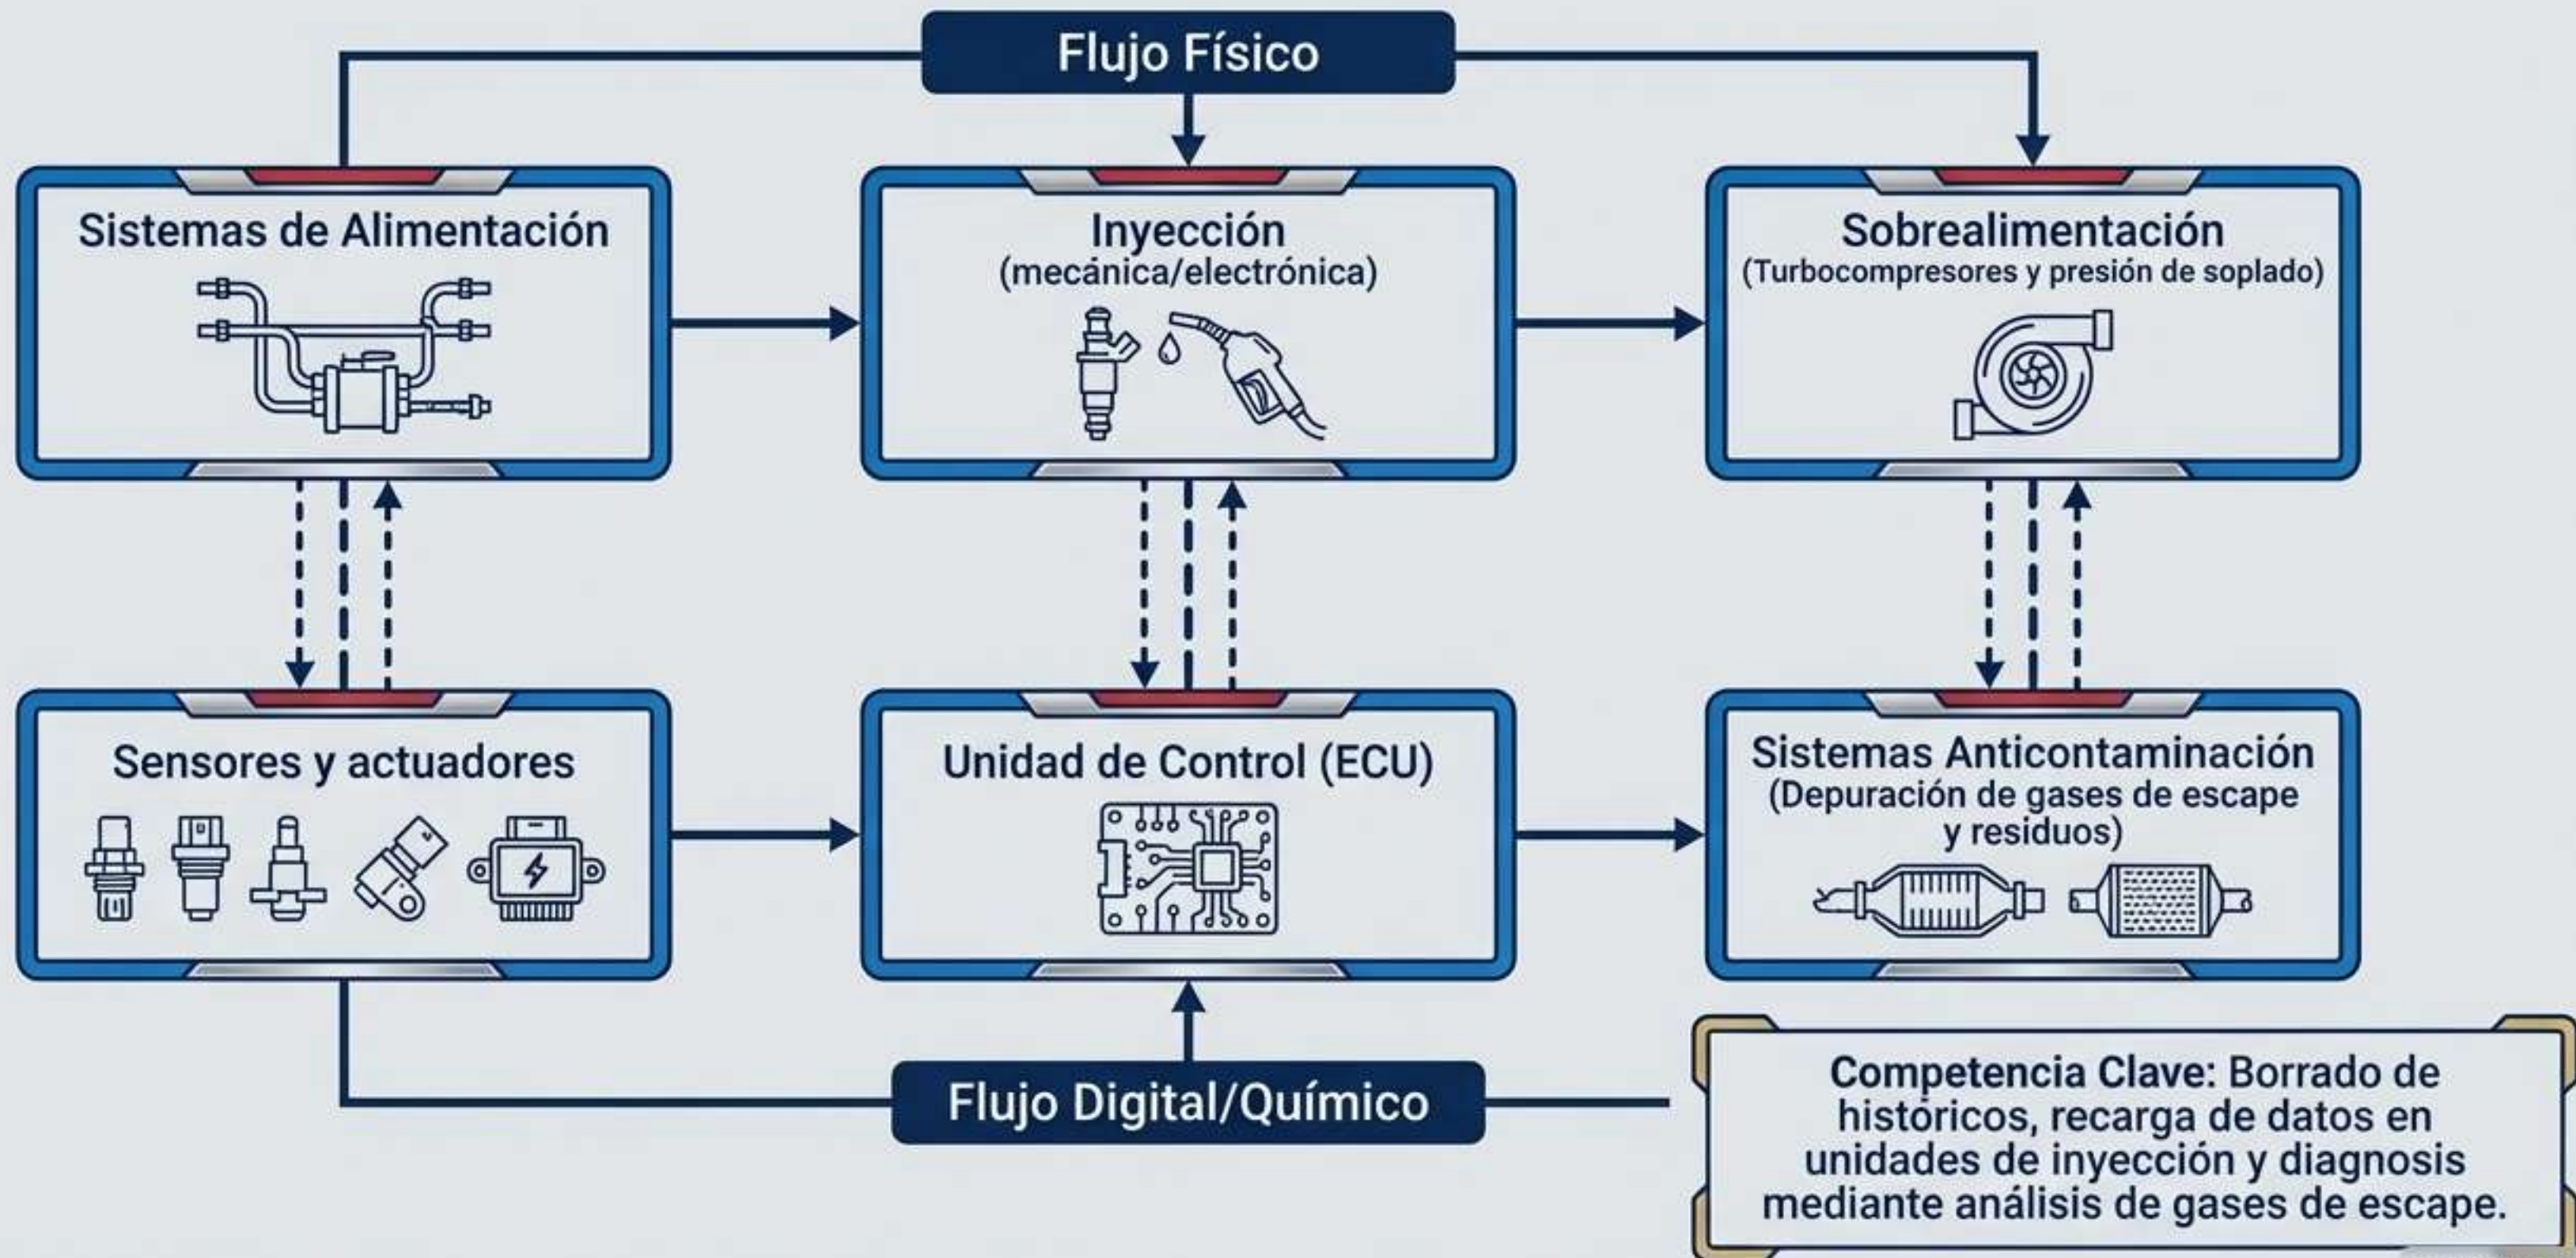 Flujo Físico
Sistemas de Alimentación
Inyección
(mecánica/electrónica)
Sobrealimentación
(Turbocompresores y presión de soplado)
Sensores y actuadores
Unidad de Control (ECU)
Sistemas Anticontaminación
(Depuración de gases de escape
y residuos)
Flujo Digital/Químico
Competencia Clave: Borrado de
históricos, recarga de datos en
unidades de inyección y diagnosis
mediante análisis de gases de escape.